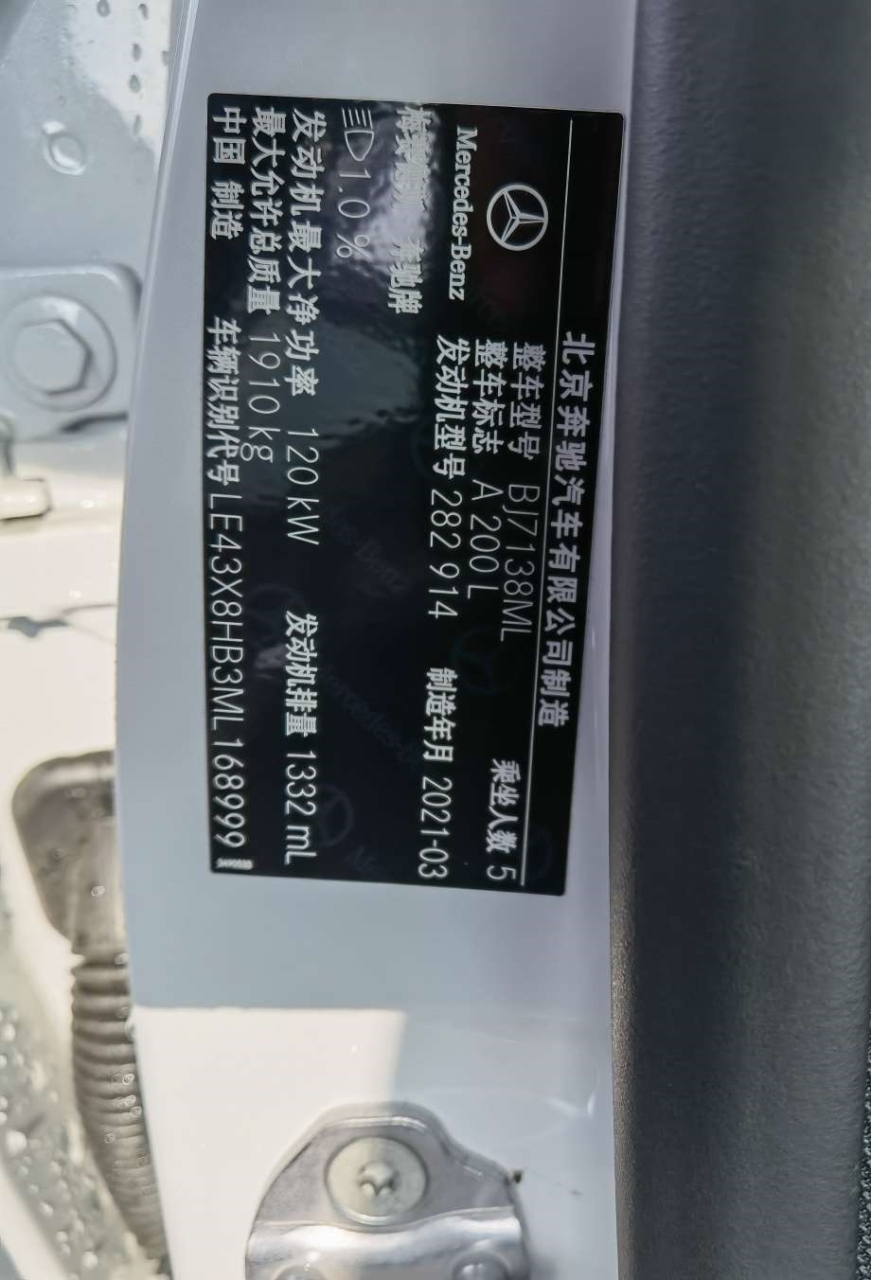 北京奔驰汽车有限公司制造
Mercedes-Benz
整车型号 BJ7138ML
乘坐人数 5
整车标志 A 200 L
发动机型号 282 914
制造年月 2021-03
梅赛德斯 奔驰牌
1.0 %
发动机最大净功率 120 kW 发动机排量 1332 mL
最大允许总质量 1910 kg
中国 制造 车辆识别代号 LE43X8HB3ML168999